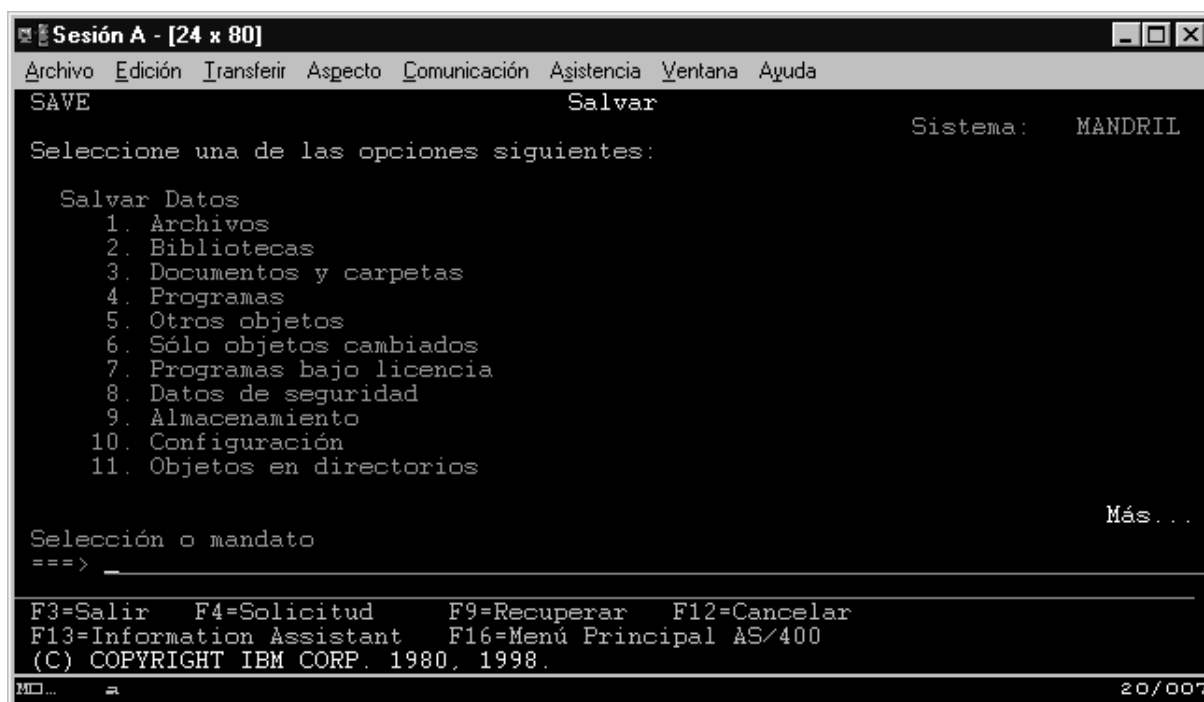 Sesión A - [24 x 80]
Archivo Edición Transferir Aspecto Comunicación Asistencia Ventana Ayuda
SAVE Salvar
Sistema: MANDRIL
Seleccione una de las opciones siguientes:
Salvar Datos
1. Archivos
2. Bibliotecas
3. Documentos y carpetas
4. Programas
5. Otros objetos
6. Sólo objetos cambiados
7. Programas bajo licencia
8. Datos de seguridad
9. Almacenamiento
10. Configuración
11. Objetos en directorios
Más...
Selección o mandato
===> _
F3=Salir F4=Solicitud F9=Recuperar F12=Cancelar
F13=Information Assistant F16=Menú Principal AS/400
(C) COPYRIGHT IBM CORP. 1980, 1998.
a 20/007